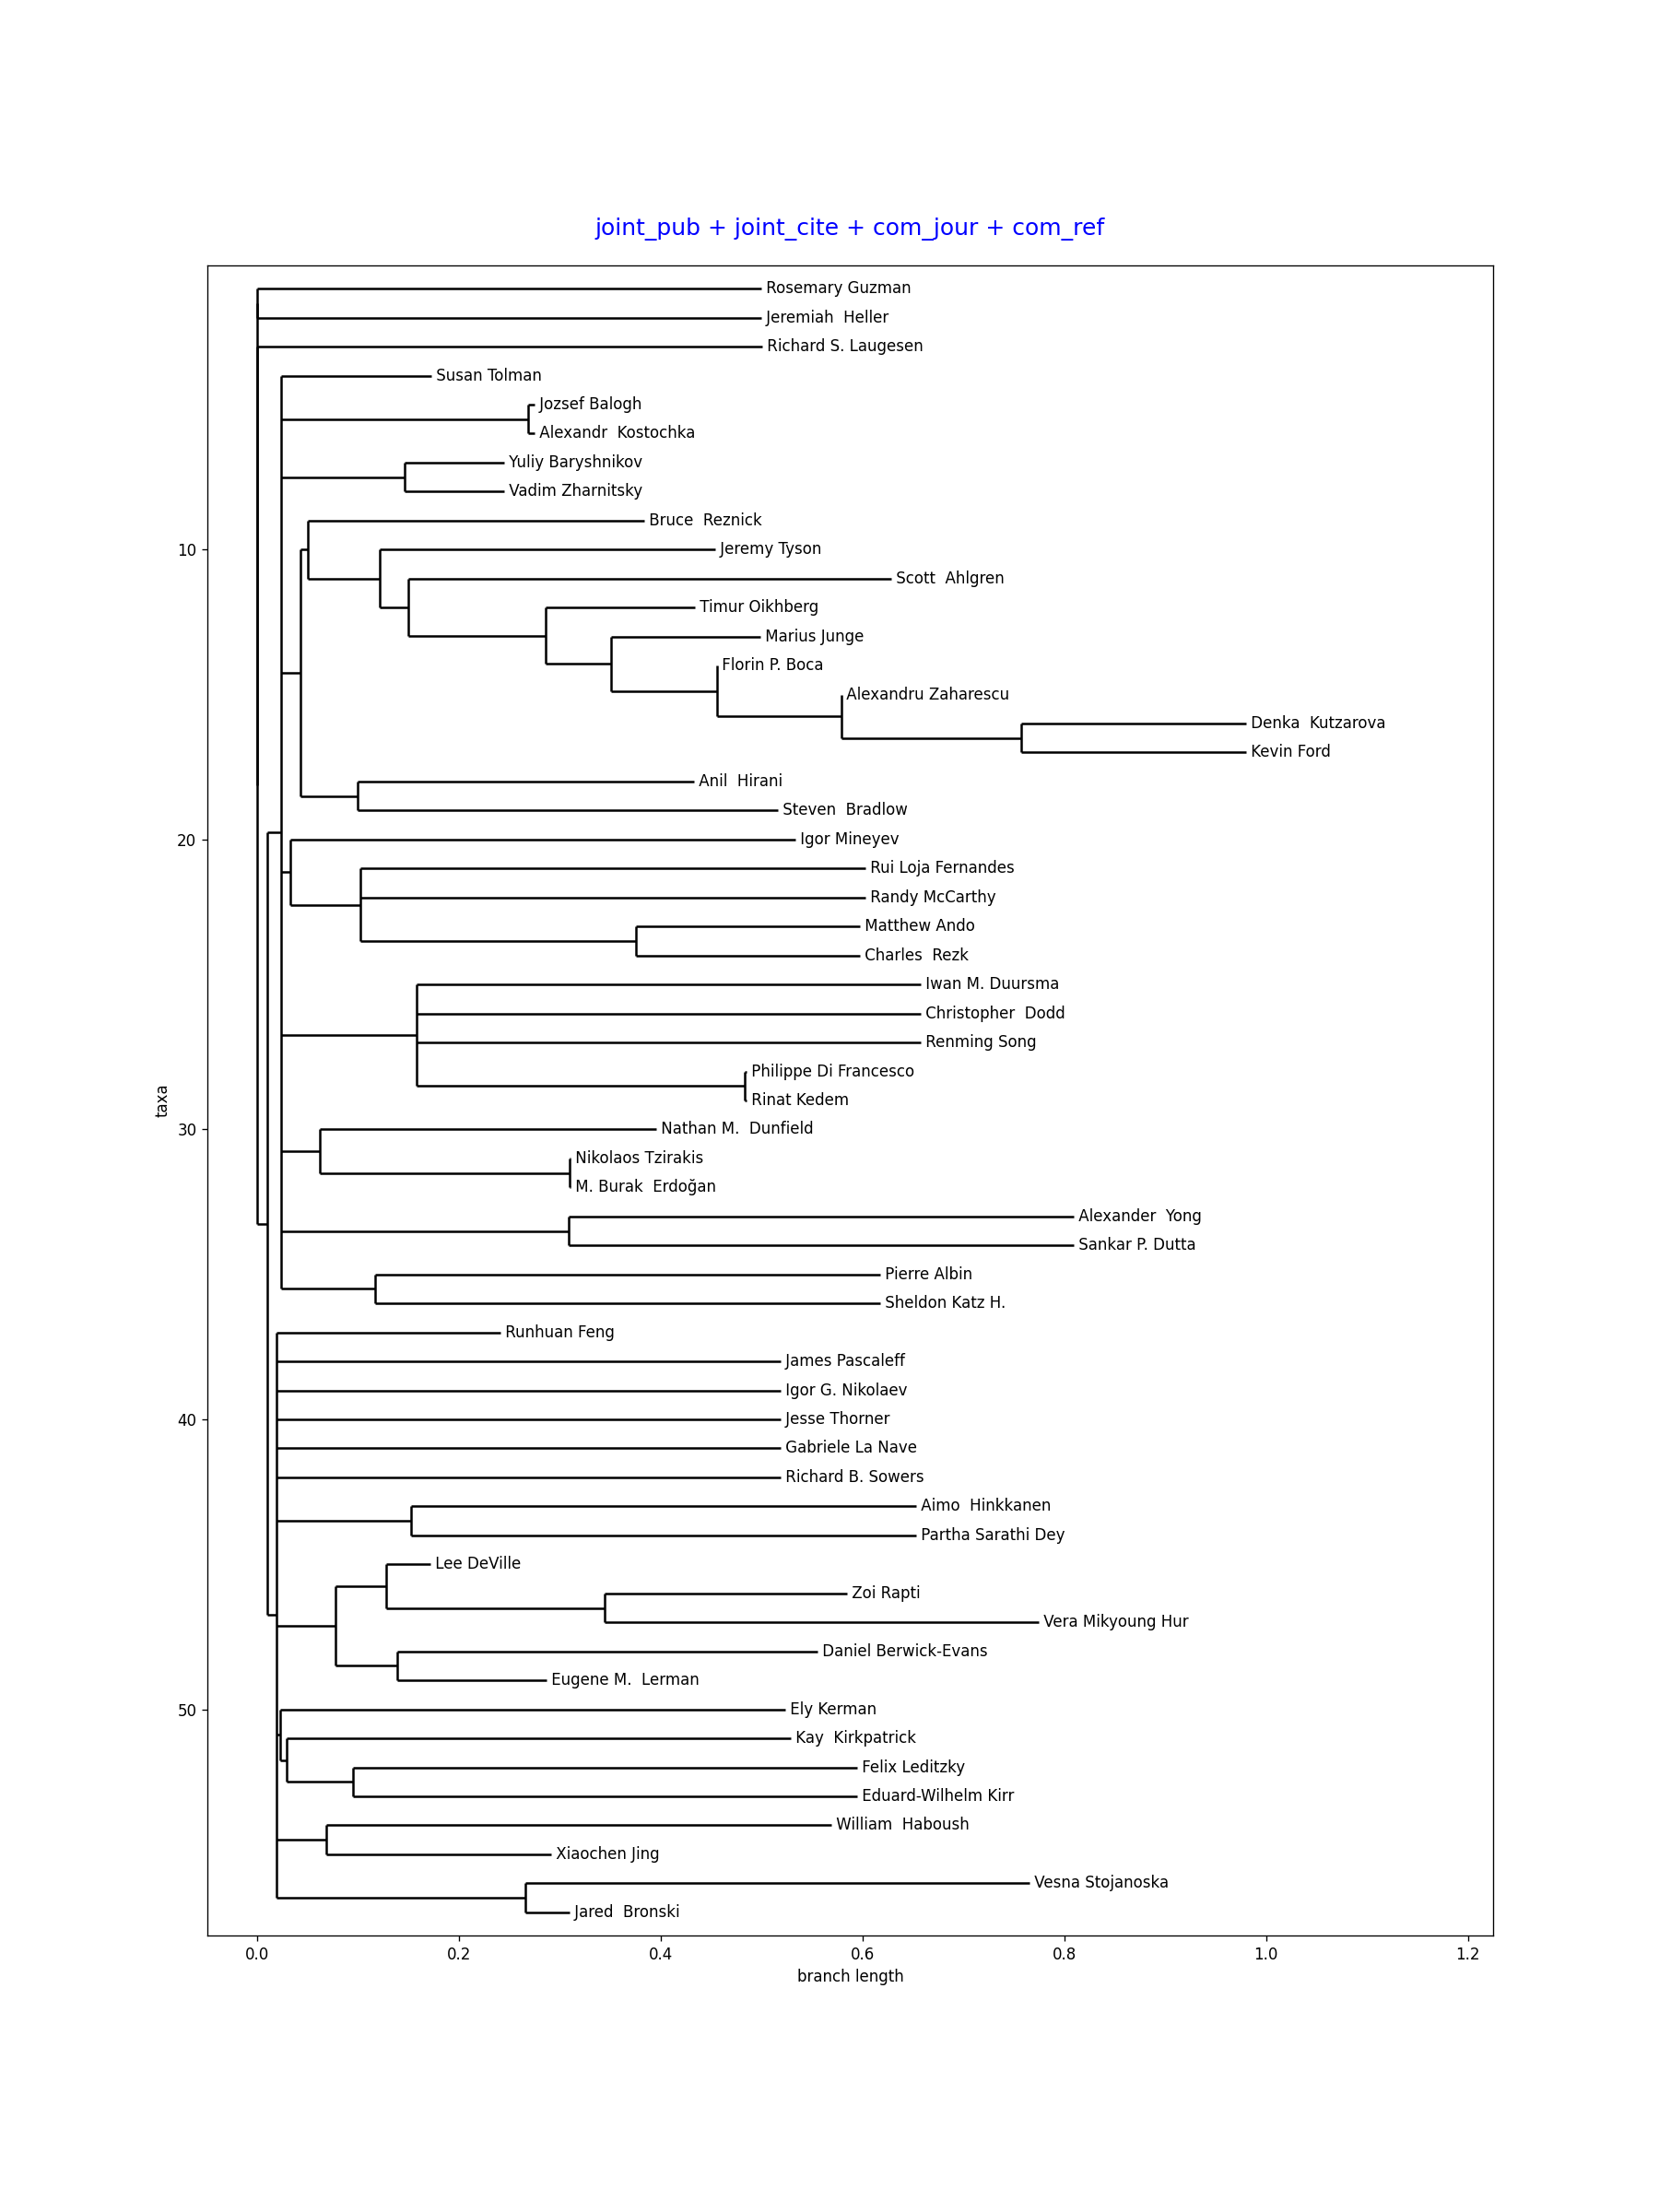 joint_pub + joint_cite + com_jour + com_ref
Rosemary Guzman
Jeremiah  Heller
Richard S. Laugesen
Susan Tolman
Jozsef Balogh
Alexandr  Kostochka
Yuliy Baryshnikov
Vadim Zharnitsky
Bruce  Reznick
10
Jeremy Tyson
Scott  Ahlgren
Timur Oikhberg
Marius Junge
Florin P. Boca
Alexandru Zaharescu
Denka  Kutzarova
Kevin Ford
Anil  Hirani
Steven  Bradlow
20
Igor Mineyev
Rui Loja Fernandes
Randy McCarthy
Matthew Ando
Charles  Rezk
Iwan M. Duursma
Christopher  Dodd
Renming Song
Philippe Di Francesco
taxa
Rinat Kedem
30
Nathan M.  Dunfield
Nikolaos Tzirakis
M. Burak  Erdoğan
Alexander  Yong
Sankar P. Dutta
Pierre Albin
Sheldon Katz H.
Runhuan Feng
James Pascaleff
Igor G. Nikolaev
40
Jesse Thorner
Gabriele La Nave
Richard B. Sowers
Aimo  Hinkkanen
Partha Sarathi Dey
Lee DeVille
Zoi Rapti
Vera Mikyoung Hur
Daniel Berwick-Evans
Eugene M.  Lerman
50
Ely Kerman
Kay  Kirkpatrick
Felix Leditzky
Eduard-Wilhelm Kirr
William  Haboush
Xiaochen Jing
Vesna Stojanoska
Jared  Bronski
0.0 0.2 0.4 0.6 0.8 1.0 1.2
branch length